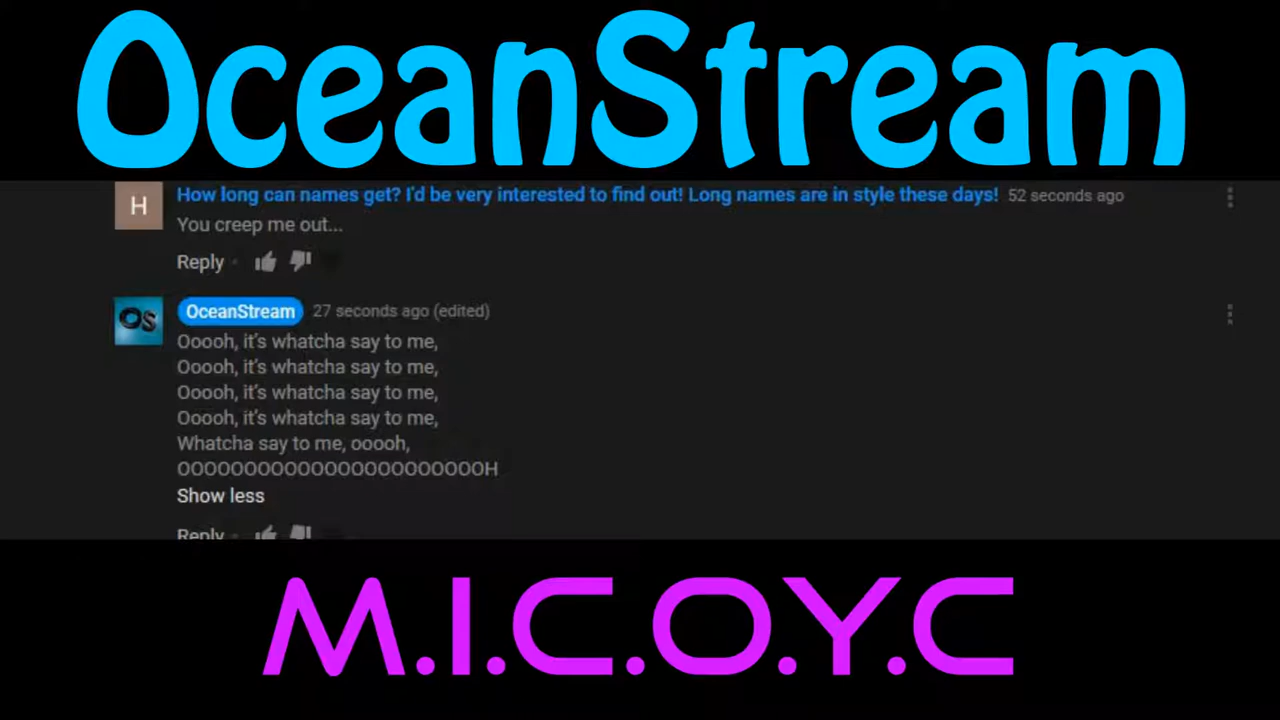 OceanStream
H
How long can names get? I'd be very interested to find out! Long names are in style these days! 52 seconds ago
You creep me out...
Reply
OS
OceanStream 27 seconds ago (edited)
Ooooh, it's whatcha say to me,
Ooooh, it's whatcha say to me,
Ooooh, it's whatcha say to me,
Ooooh, it's whatcha say to me,
Whatcha say to me, ooooh,
OOOOOOOOOOOOOOOOOOOOOOOH
Show less
Reply
M.I.C.O.Y.C